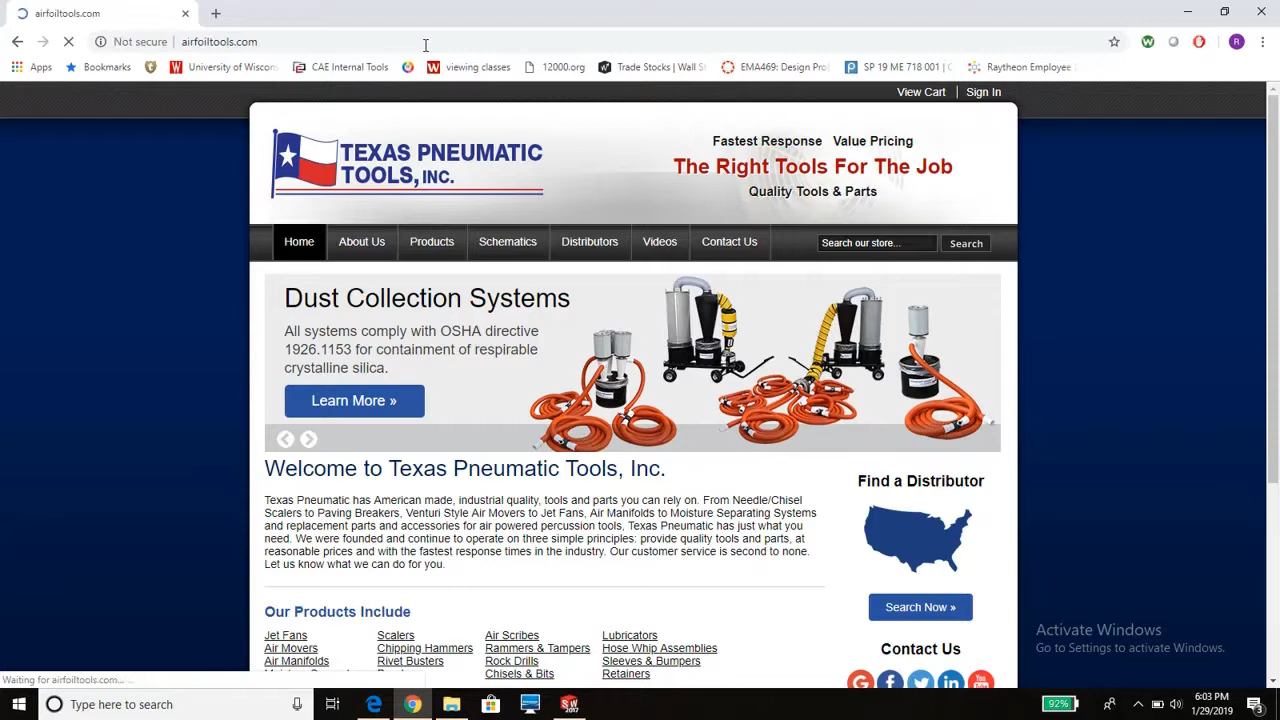 airfoiltools.com
Not secure airfoiltools.com
Apps Bookmarks University of Wiscon CAE Internal Tools viewing classes 12000.org Trade Stocks | Wall St EMA469: Design Pro SP 19 ME 718 001 | Raytheon Employee
View Cart Sign In
TEXAS PNEUMATIC
TOOLS, INC.
Fastest Response Value Pricing
The Right Tools For The Job
Quality Tools & Parts
Home About Us Products Schematics Distributors Videos Contact Us Search our store... Search
Dust Collection Systems
All systems comply with OSHA directive
1926.1153 for containment of respirable
crystalline silica.
Learn More »
Welcome to Texas Pneumatic Tools, Inc.
Texas Pneumatic has American made, industrial quality, tools and parts you can rely on. From Needle/Chisel
Scalers to Paving Breakers, Venturi Style Air Movers to Jet Fans, Air Manifolds to Moisture Separating Systems
and replacement parts and accessories for air powered percussion tools, Texas Pneumatic has just what you
need. We were founded and continue to operate on three simple principles: provide quality tools and parts, at
reasonable prices and with the fastest response times in the industry. Our customer service is second to none.
Let us know what we can do for you.
Find a Distributor
Search Now »
Contact Us
Our Products Include
Jet Fans Scalers Air Scribes Lubricators
Air Movers Chipping Hammers Rammers & Tampers Hose Whip Assemblies
Air Manifolds Rivet Busters Rock Drills Sleeves & Bumpers
Chisels & Bits Retainers
Activate Windows
Go to Settings to activate Windows.
Waiting for airfoiltools.com...
Type here to search
92%
6:03 PM
1/29/2019